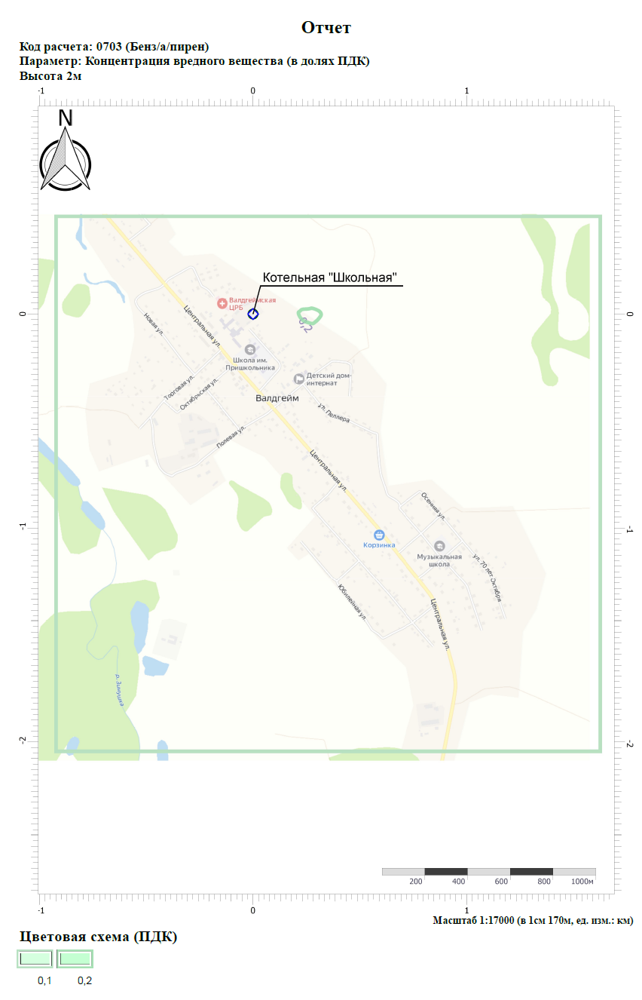 Отчет
Код расчета: 0703 (Бенз/а/пирен)
Параметр: Концентрация вредного вещества (в долях ПДК)
Высота 2м
-1 0 1
N
Котельная "Школьная"
Валдгеймская
ЦРБ
0 0
0,2
Новая ул.
Центральная ул.
Школа им.
Пришкольника
Детский дом-
интернат
Торговая ул.
Октябрьская ул.
Валдгейм
ул. Пеллера
Полевая ул.
Центральная ул.
Осенняя ул.
-1 -1
Корзинка
Музыкальная
школа
ул. 70 лет Октября
Юбилейная ул.
Центральная ул.
р. Зимушка
-2 -2
200 400 600 800 1000м
-1 0 1
Масштаб 1:17000 (в 1см 170м, ед. изм.: км)
Цветовая схема (ПДК)
0,1 0,2